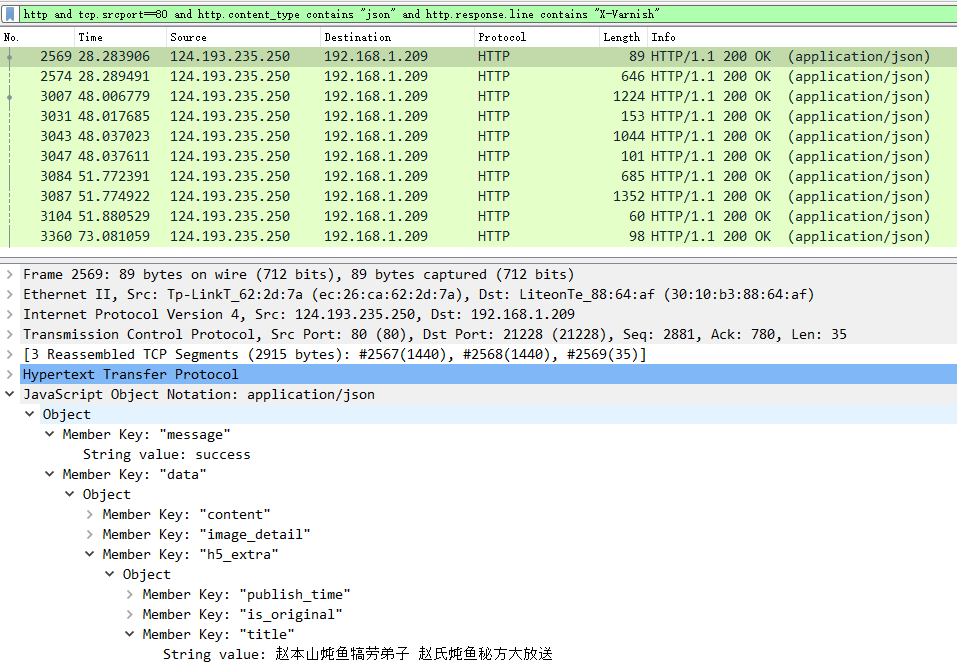 http and tcp.srcport==80 and http.content_type contains "json" and http.response.line contains "X-Varnish"
No. Time Source Destination Protocol Length Info
2569 28.283906 124.193.235.250 192.168.1.209 HTTP 89 HTTP/1.1 200 OK (application/json)
2574 28.289491 124.193.235.250 192.168.1.209 HTTP 646 HTTP/1.1 200 OK (application/json)
3007 48.006779 124.193.235.250 192.168.1.209 HTTP 1224 HTTP/1.1 200 OK (application/json)
3031 48.017685 124.193.235.250 192.168.1.209 HTTP 153 HTTP/1.1 200 OK (application/json)
3043 48.037023 124.193.235.250 192.168.1.209 HTTP 1044 HTTP/1.1 200 OK (application/json)
3047 48.037611 124.193.235.250 192.168.1.209 HTTP 101 HTTP/1.1 200 OK (application/json)
3084 51.772391 124.193.235.250 192.168.1.209 HTTP 685 HTTP/1.1 200 OK (application/json)
3087 51.774922 124.193.235.250 192.168.1.209 HTTP 1352 HTTP/1.1 200 OK (application/json)
3104 51.880529 124.193.235.250 192.168.1.209 HTTP 60 HTTP/1.1 200 OK (application/json)
3360 73.081059 124.193.235.250 192.168.1.209 HTTP 98 HTTP/1.1 200 OK (application/json)
Frame 2569: 89 bytes on wire (712 bits), 89 bytes captured (712 bits)
Ethernet II, Src: Tp-LinkT_62:2d:7a (ec:26:ca:62:2d:7a), Dst: LiteonTe_88:64:af (30:10:b3:88:64:af)
Internet Protocol Version 4, Src: 124.193.235.250, Dst: 192.168.1.209
Transmission Control Protocol, Src Port: 80 (80), Dst Port: 21228 (21228), Seq: 2881, Ack: 780, Len: 35
[3 Reassembled TCP Segments (2915 bytes): #2567(1440), #2568(1440), #2569(35)]
Hypertext Transfer Protocol
JavaScript Object Notation: application/json
Object
Member Key: "message"
String value: success
Member Key: "data"
Object
Member Key: "content"
Member Key: "image_detail"
Member Key: "h5_extra"
Object
Member Key: "publish_time"
Member Key: "is_original"
Member Key: "title"
String value: 赵本山炖鱼犒劳弟子 赵氏炖鱼秘方大放送